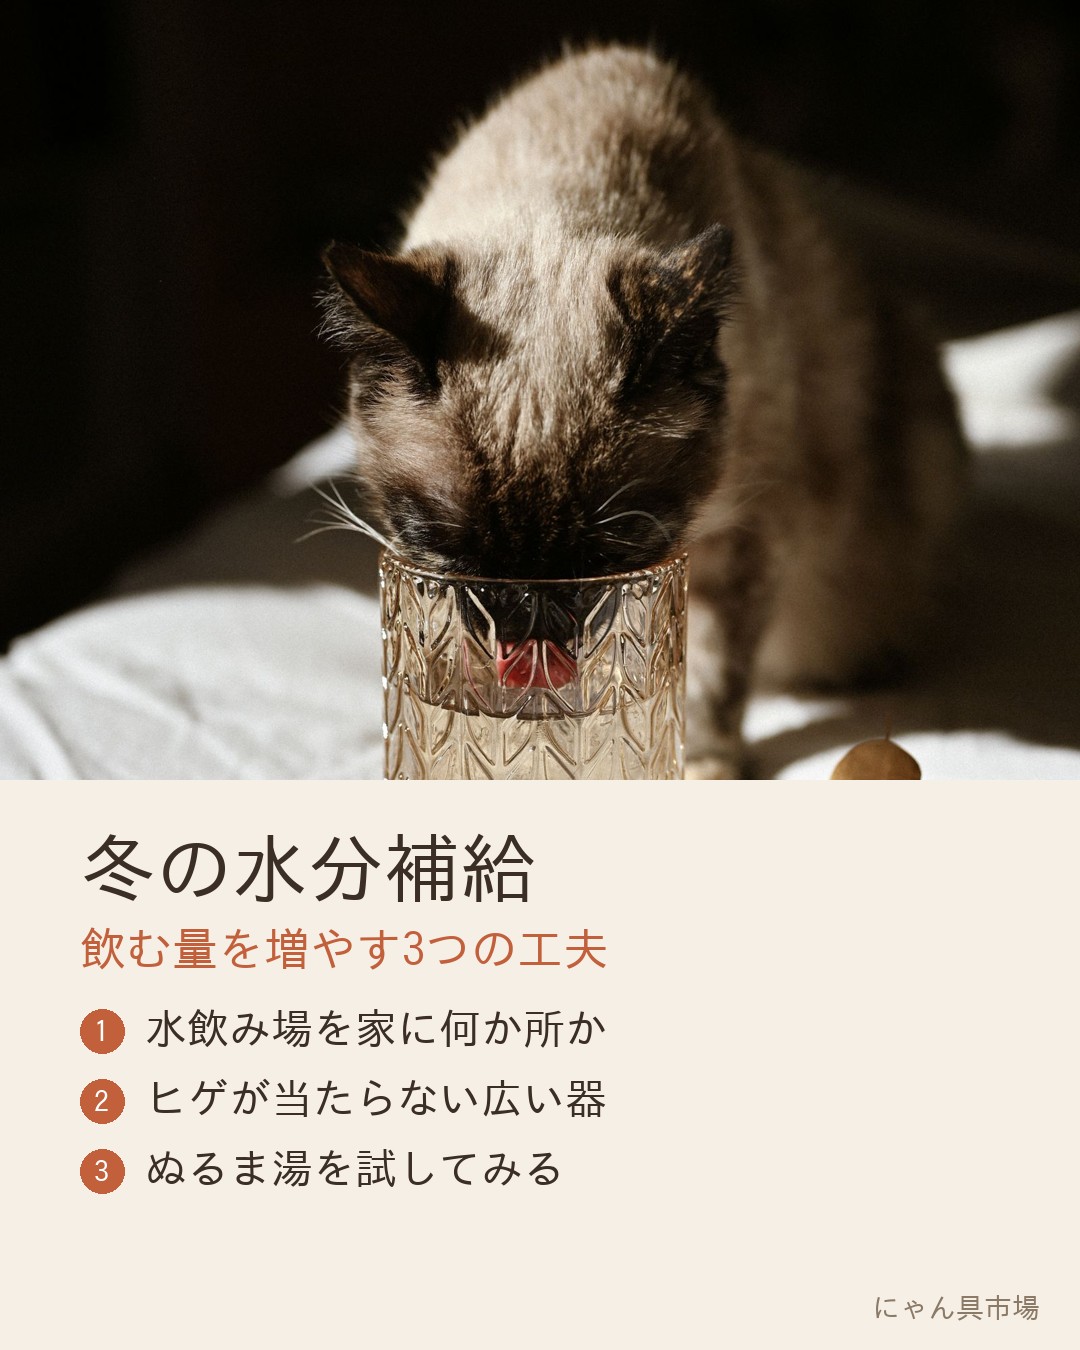 冬の水分補給
飲む量を増やす3つの工夫
1 水飲み場を家に何か所か
2 ヒゲが当たらない広い器
3 ぬるま湯を試してみる
にゃん具市場